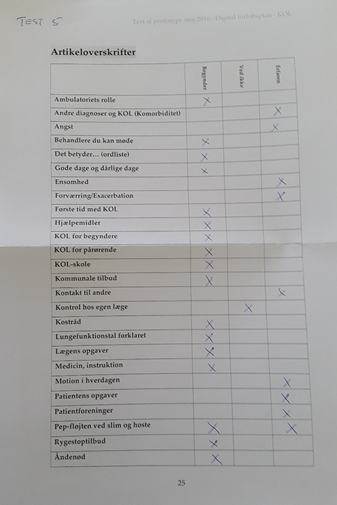 TEST 5
Test af prototype maj 2016 - Digital
KOL
Artikeloverskrifter
Begynder
Ved ikke
Erfaren
Ambulatoriets rolle X
Andre diagnoser og KOL (Komorbiditet) X
Angst X
Behandlere du kan møde X
Det betyder… (ordliste) X
Gode dage og dårlige dage X
Ensomhed X
Forværring/Exacerbation X
Første tid med KOL X
Hjælpemidler X
KOL for begyndere X
KOL for pårørende X
KOL-skole X
Kommunale tilbud X
Kontakt til andre X
Kontrol hos egen læge X
Kostråd X
Lungefunktionstal forklaret X
Lægens opgaver X
Medicin, instruktion X
Motion i hverdagen X
Patientens opgaver X
Patientforeninger X
Pep-fløjten ved slim og hoste X X
Rygestoptilbud X
Åndenød X
25